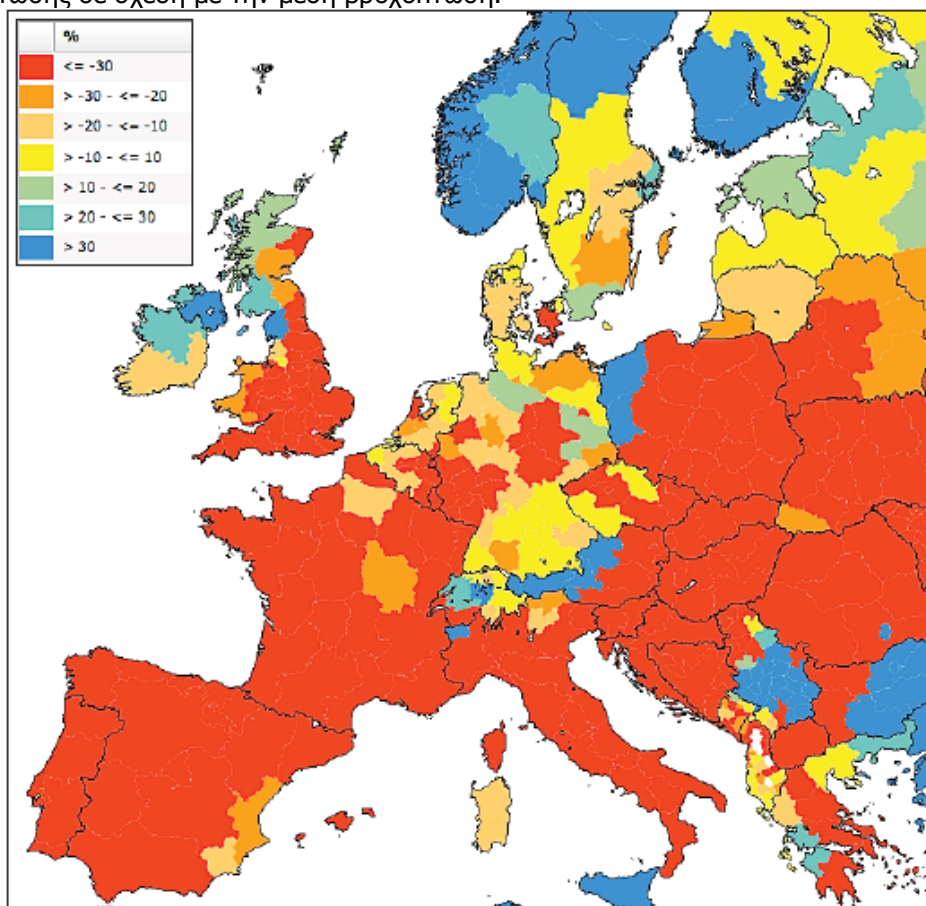 σε σχέση με την μέση βροχόπτωση.
%
<= -30
> -30 - <= -20
> -20 - <= -10
> -10 - <= 10
> 10 - <= 20
> 20 - <= 30
> 30